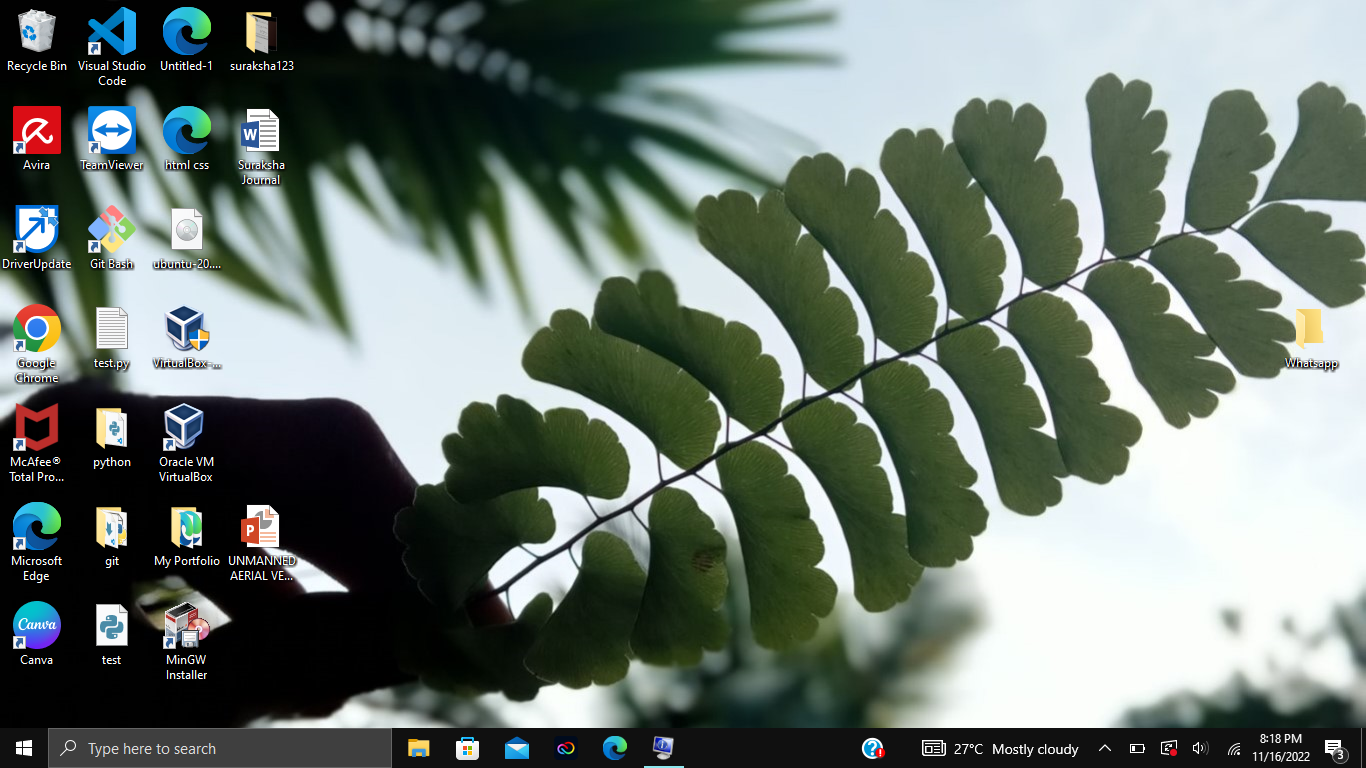 Recycle Bin
Visual Studio
Code
Untitled-1
suraksha123
Avira
TeamViewer
html css
Suraksha
Journal
DriverUpdate
Git Bash
ubuntu-20....
Google
Chrome
test.py
VirtualBox-...
Whatsapp
McAfee®
Total Pro...
python
Oracle VM
VirtualBox
Microsoft
Edge
git
My Portfolio
UNMANNED
AERIAL VE...
Canva
Canva
test
MinGW
Installer
Type here to search
27°C Mostly cloudy
8:18 PM
11/16/2022
3